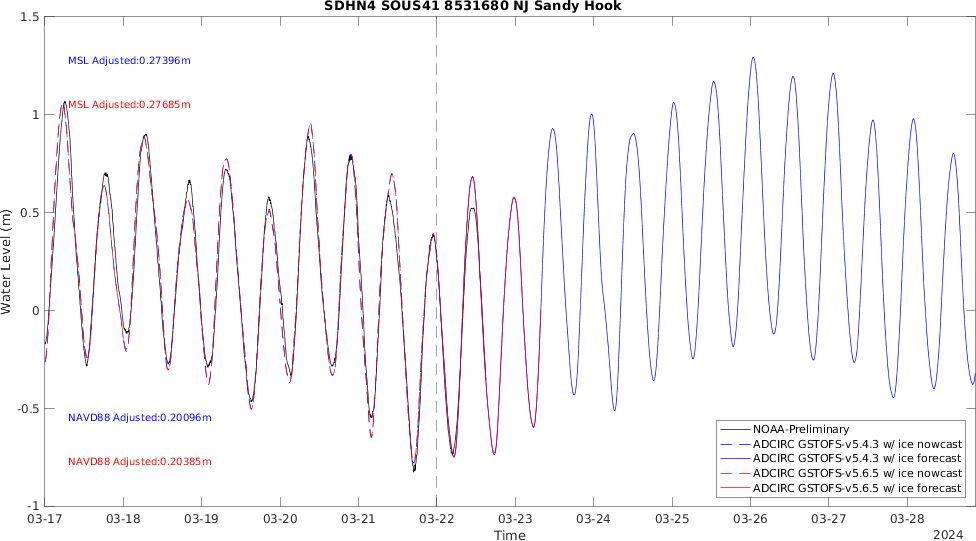 SDHN4 SOUS41 8531680 NJ Sandy Hook
1.5
1
0.5
0
-0.5
-1
Water Level (m)
MSL Adjusted:0.27396m
MSL Adjusted:0.27685m
NAVD88 Adjusted:0.20096m
NAVD88 Adjusted:0.20385m
NOAA-Preliminary
ADCIRC GSTOFS-v5.4.3 w/ ice nowcast
ADCIRC GSTOFS-v5.4.3 w/ ice forecast
ADCIRC GSTOFS-v5.6.5 w/ ice nowcast
ADCIRC GSTOFS-v5.6.5 w/ ice forecast
03-17 03-18 03-19 03-20 03-21 03-22 03-23 03-24 03-25 03-26 03-27 03-28
Time
2024